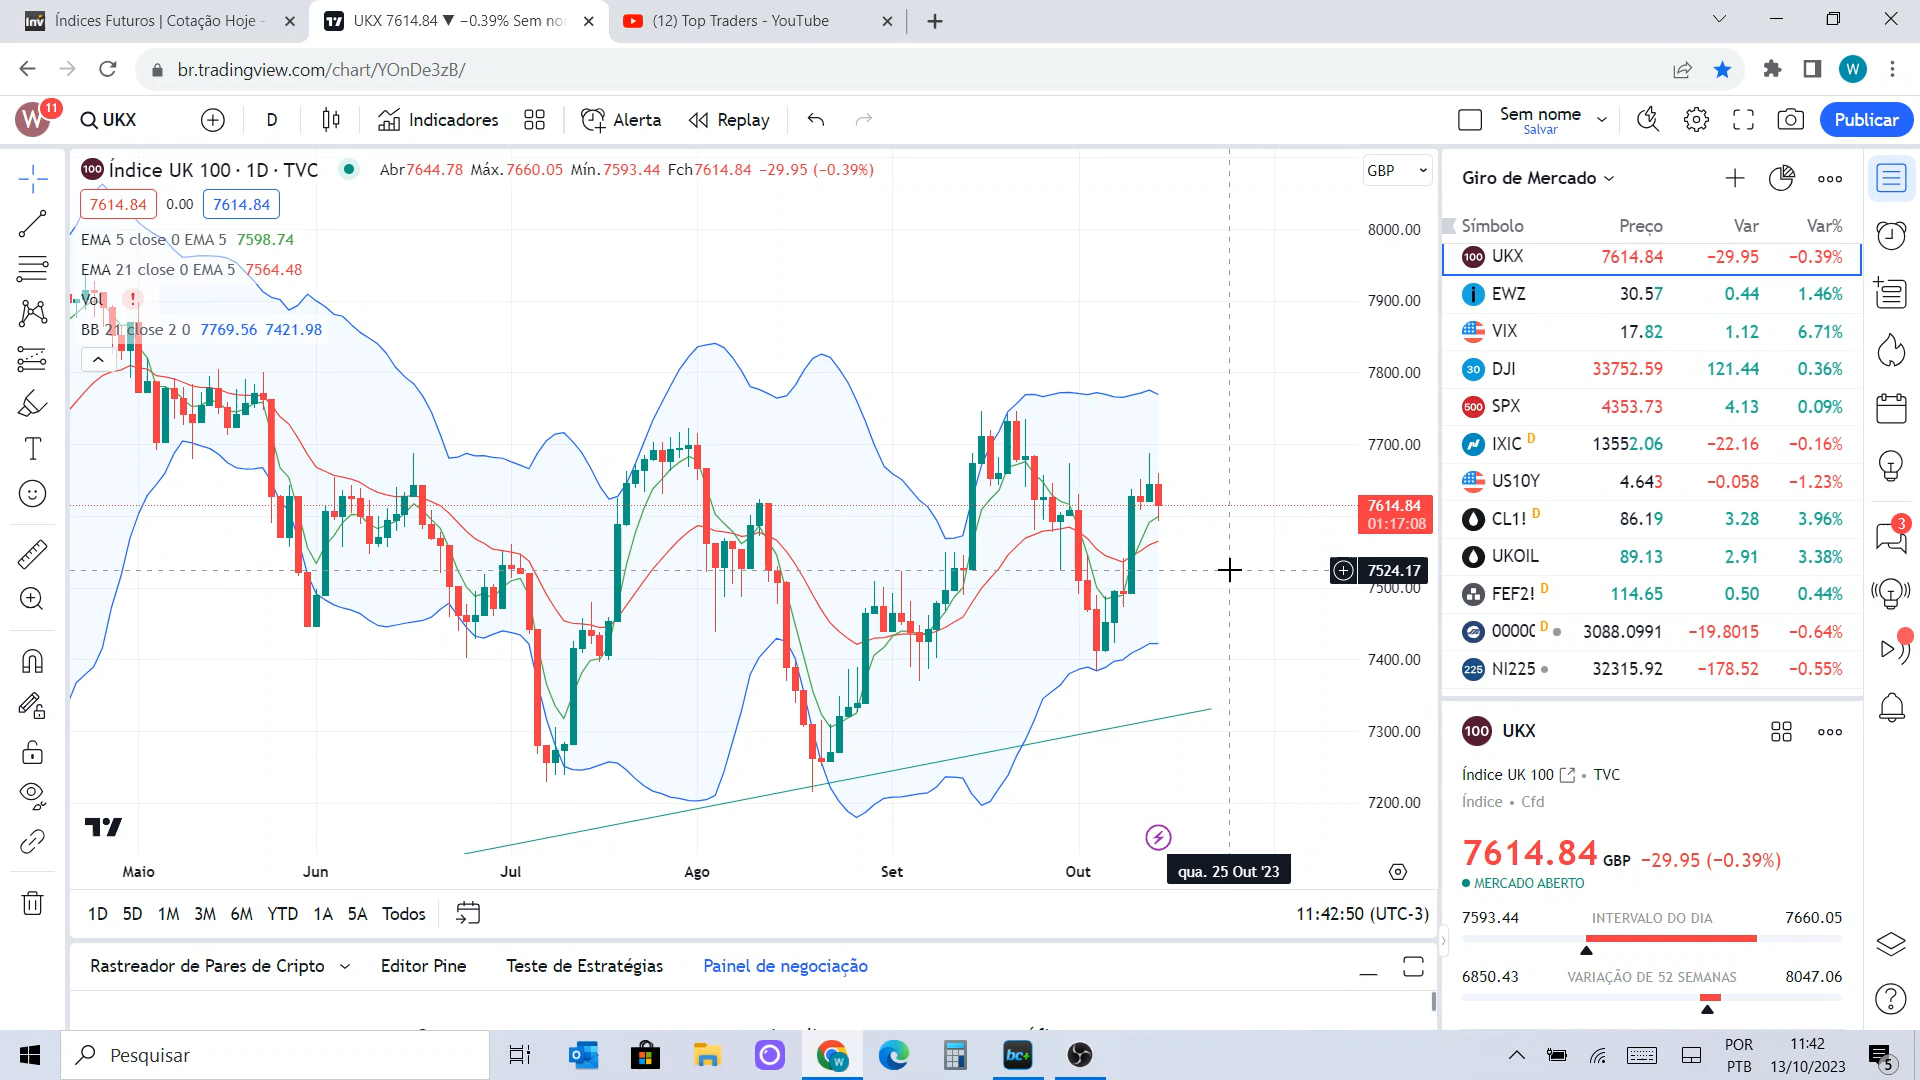 Índices Futuros | Cotação Hoje -
UKX 7614.84 ▼ −0.39% Sem no
(12) Top Traders - YouTube
br.tradingview.com/chart/YOnDe3zB/
W
W
11
UKX
D
Indicadores
Alerta
Replay
Sem nome
Salvar
Publicar
Índice UK 100 · 1D · TVC
Abr7644.78 Máx.7660.05 Mín.7593.44 Fch7614.84 −29.95 (−0.39%)
7614.84 0.00 7614.84
EMA 5 close 0 EMA 5 7598.74
EMA 21 close 0 EMA 5 7564.48
Vol
BB 21 close 2 0 7769.56 7421.98
GBP
8000.00
7900.00
7800.00
7700.00
7614.84
01:17:08
7524.17
7500.00
7400.00
7300.00
7200.00
Maio
Jun
Jul
Ago
Set
Out
qua. 25 Out '23
1D 5D 1M 3M 6M YTD 1A 5A Todos
11:42:50 (UTC-3)
Rastreador de Pares de Cripto
Editor Pine
Teste de Estratégias
Painel de negociação
Giro de Mercado
Símbolo Preço Var Var%
100 UKX 7614.84 −29.95 −0.39%
EWZ 30.57 0.44 1.46%
VIX 17.82 1.12 6.71%
30 DJI 33752.59 121.44 0.36%
500 SPX 4353.73 4.13 0.09%
IXIC D 13552.06 −22.16 −0.16%
US10Y 4.643 −0.058 −1.23%
CL1! D 86.19 3.28 3.96%
UKOIL 89.13 2.91 3.38%
FEF2! D 114.65 0.50 0.44%
0000 D 3088.0991 −19.8015 −0.64%
225 NI225 32315.92 −178.52 −0.55%
100 UKX
Índice UK 100 • TVC
Índice • Cfd
7614.84 GBP −29.95 (−0.39%)
MERCADO ABERTO
7593.44 INTERVALO DO DIA 7660.05
6850.43 VARIAÇÃO DE 52 SEMANAS 8047.06
3
Pesquisar
bc+
POR
PTB
11:42
13/10/2023
5